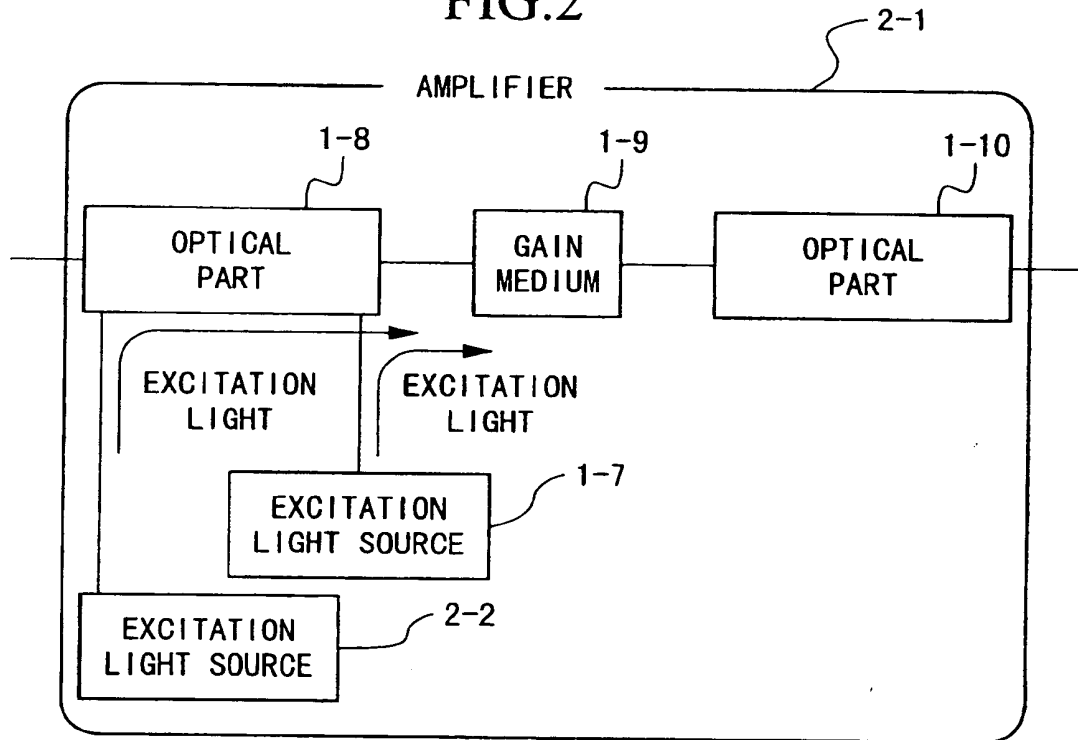 FIG.2
2-1
AMPLIFIER
1-8
1-9
1-10
OPTICAL
PART
GAIN
MEDIUM
OPTICAL
PART
EXCITATION
LIGHT
EXCITATION
LIGHT
1-7
EXCITATION
LIGHT SOURCE
2-2
EXCITATION
LIGHT SOURCE